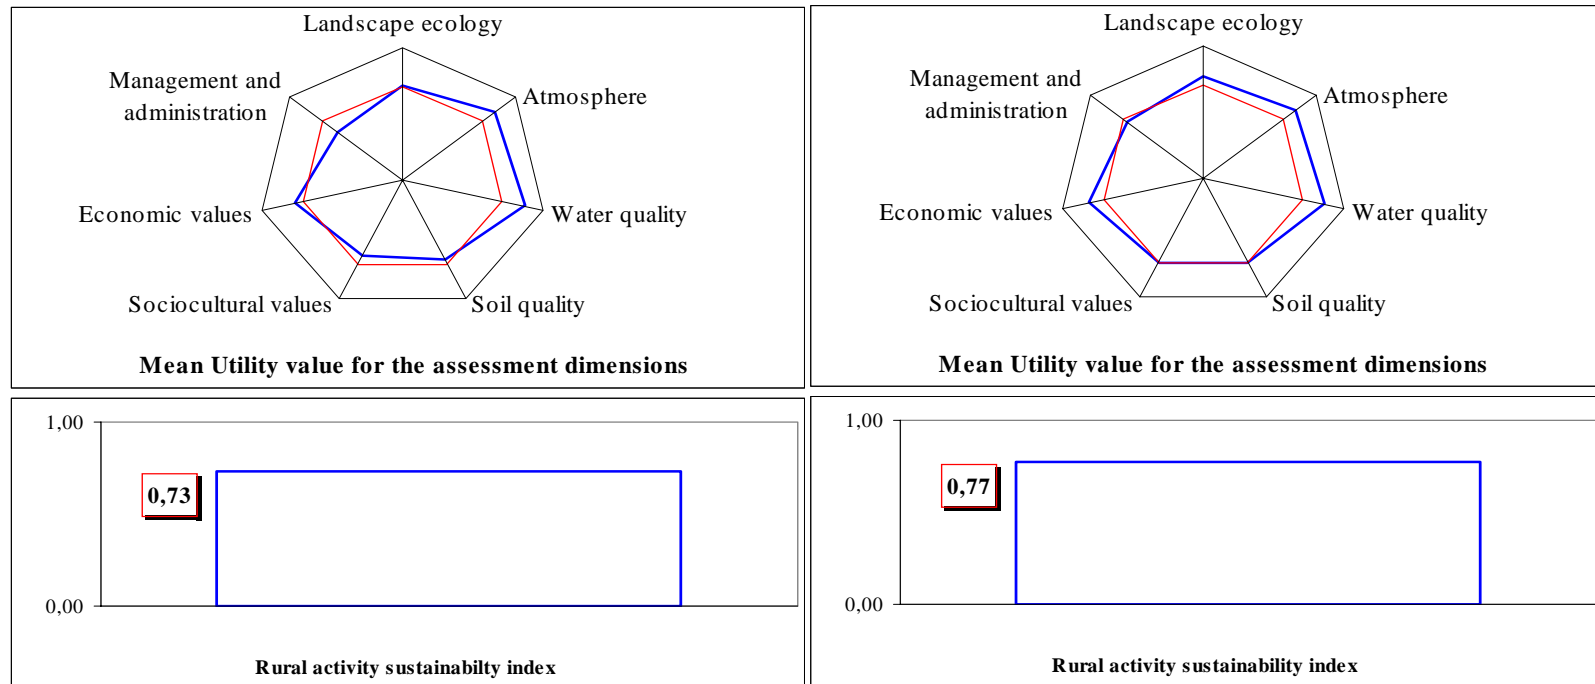 Landscape ecology
Management and
administration
Atmosphere
Economic values
Water quality
Sociocultural values
Soil quality
Mean Utility value for the assessment dimensions
Landscape ecology
Management and
administration
Atmosphere
Economic values
Water quality
Sociocultural values
Soil quality
Mean Utility value for the assessment dimensions
1,00
0,73
0,00
Rural activity sustainabilty index
1,00
0,77
0,00
Rural activity sustainability index